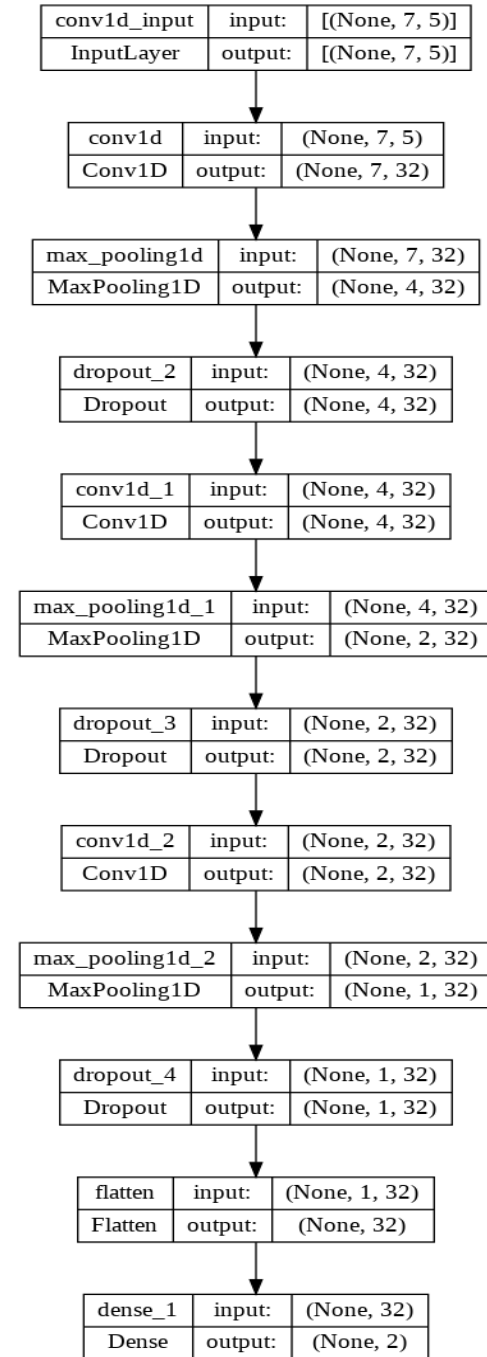 conv1d_input input: [(None, 7, 5)]
InputLayer output: [(None, 7, 5)]
conv1d input: (None, 7, 5)
Conv1D output: (None, 7, 32)
max_pooling1d input: (None, 7, 32)
MaxPooling1D output: (None, 4, 32)
dropout_2 input: (None, 4, 32)
Dropout output: (None, 4, 32)
conv1d_1 input: (None, 4, 32)
Conv1D output: (None, 4, 32)
max_pooling1d_1 input: (None, 4, 32)
MaxPooling1D output: (None, 2, 32)
dropout_3 input: (None, 2, 32)
Dropout output: (None, 2, 32)
conv1d_2 input: (None, 2, 32)
Conv1D output: (None, 2, 32)
max_pooling1d_2 input: (None, 2, 32)
MaxPooling1D output: (None, 1, 32)
dropout_4 input: (None, 1, 32)
Dropout output: (None, 1, 32)
flatten input: (None, 1, 32)
Flatten output: (None, 32)
dense_1 input: (None, 32)
Dense output: (None, 2)